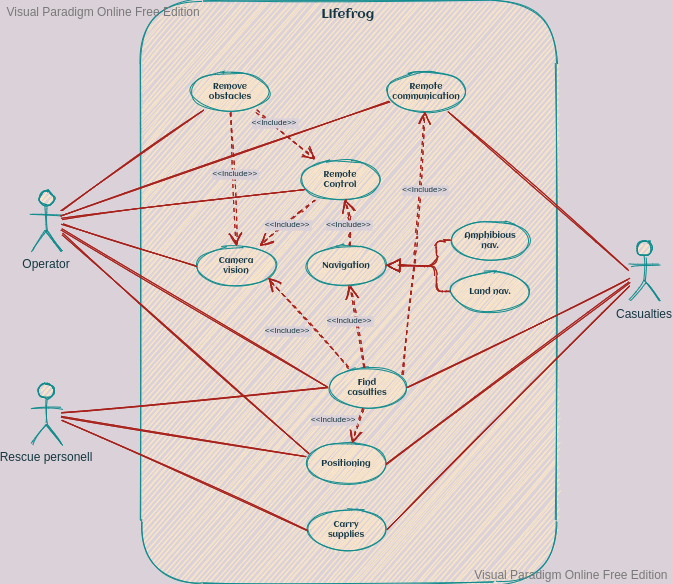 Visual Paradigm Online Free Edition
Lifefrog
Remove
obstacles
Remote
communication
<<Include>>
<<Include>>
Remote
Control
<<Include>>
<<Include>>
<<Include>>
Operator
Camera
vision
Navigation
Amphibious
nav.
Land nav.
Casualties
<<Include>>
<<Include>>
Find
casualties
<<Include>>
Rescue personell
Positioning
Carry
supplies
Visual Paradigm Online Free Edition